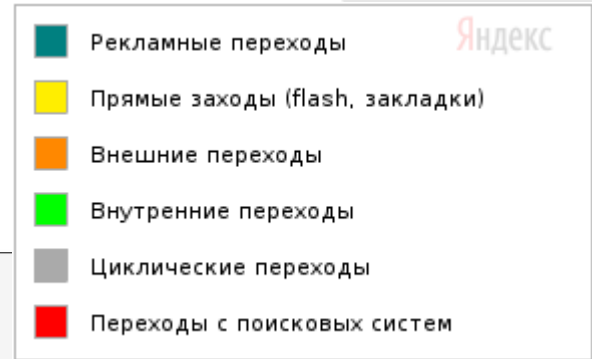 Яндекс
Рекламные переходы
Прямые заходы (flash, закладки)
Внешние переходы
Внутренние переходы
Циклические переходы
Переходы с поисковых систем